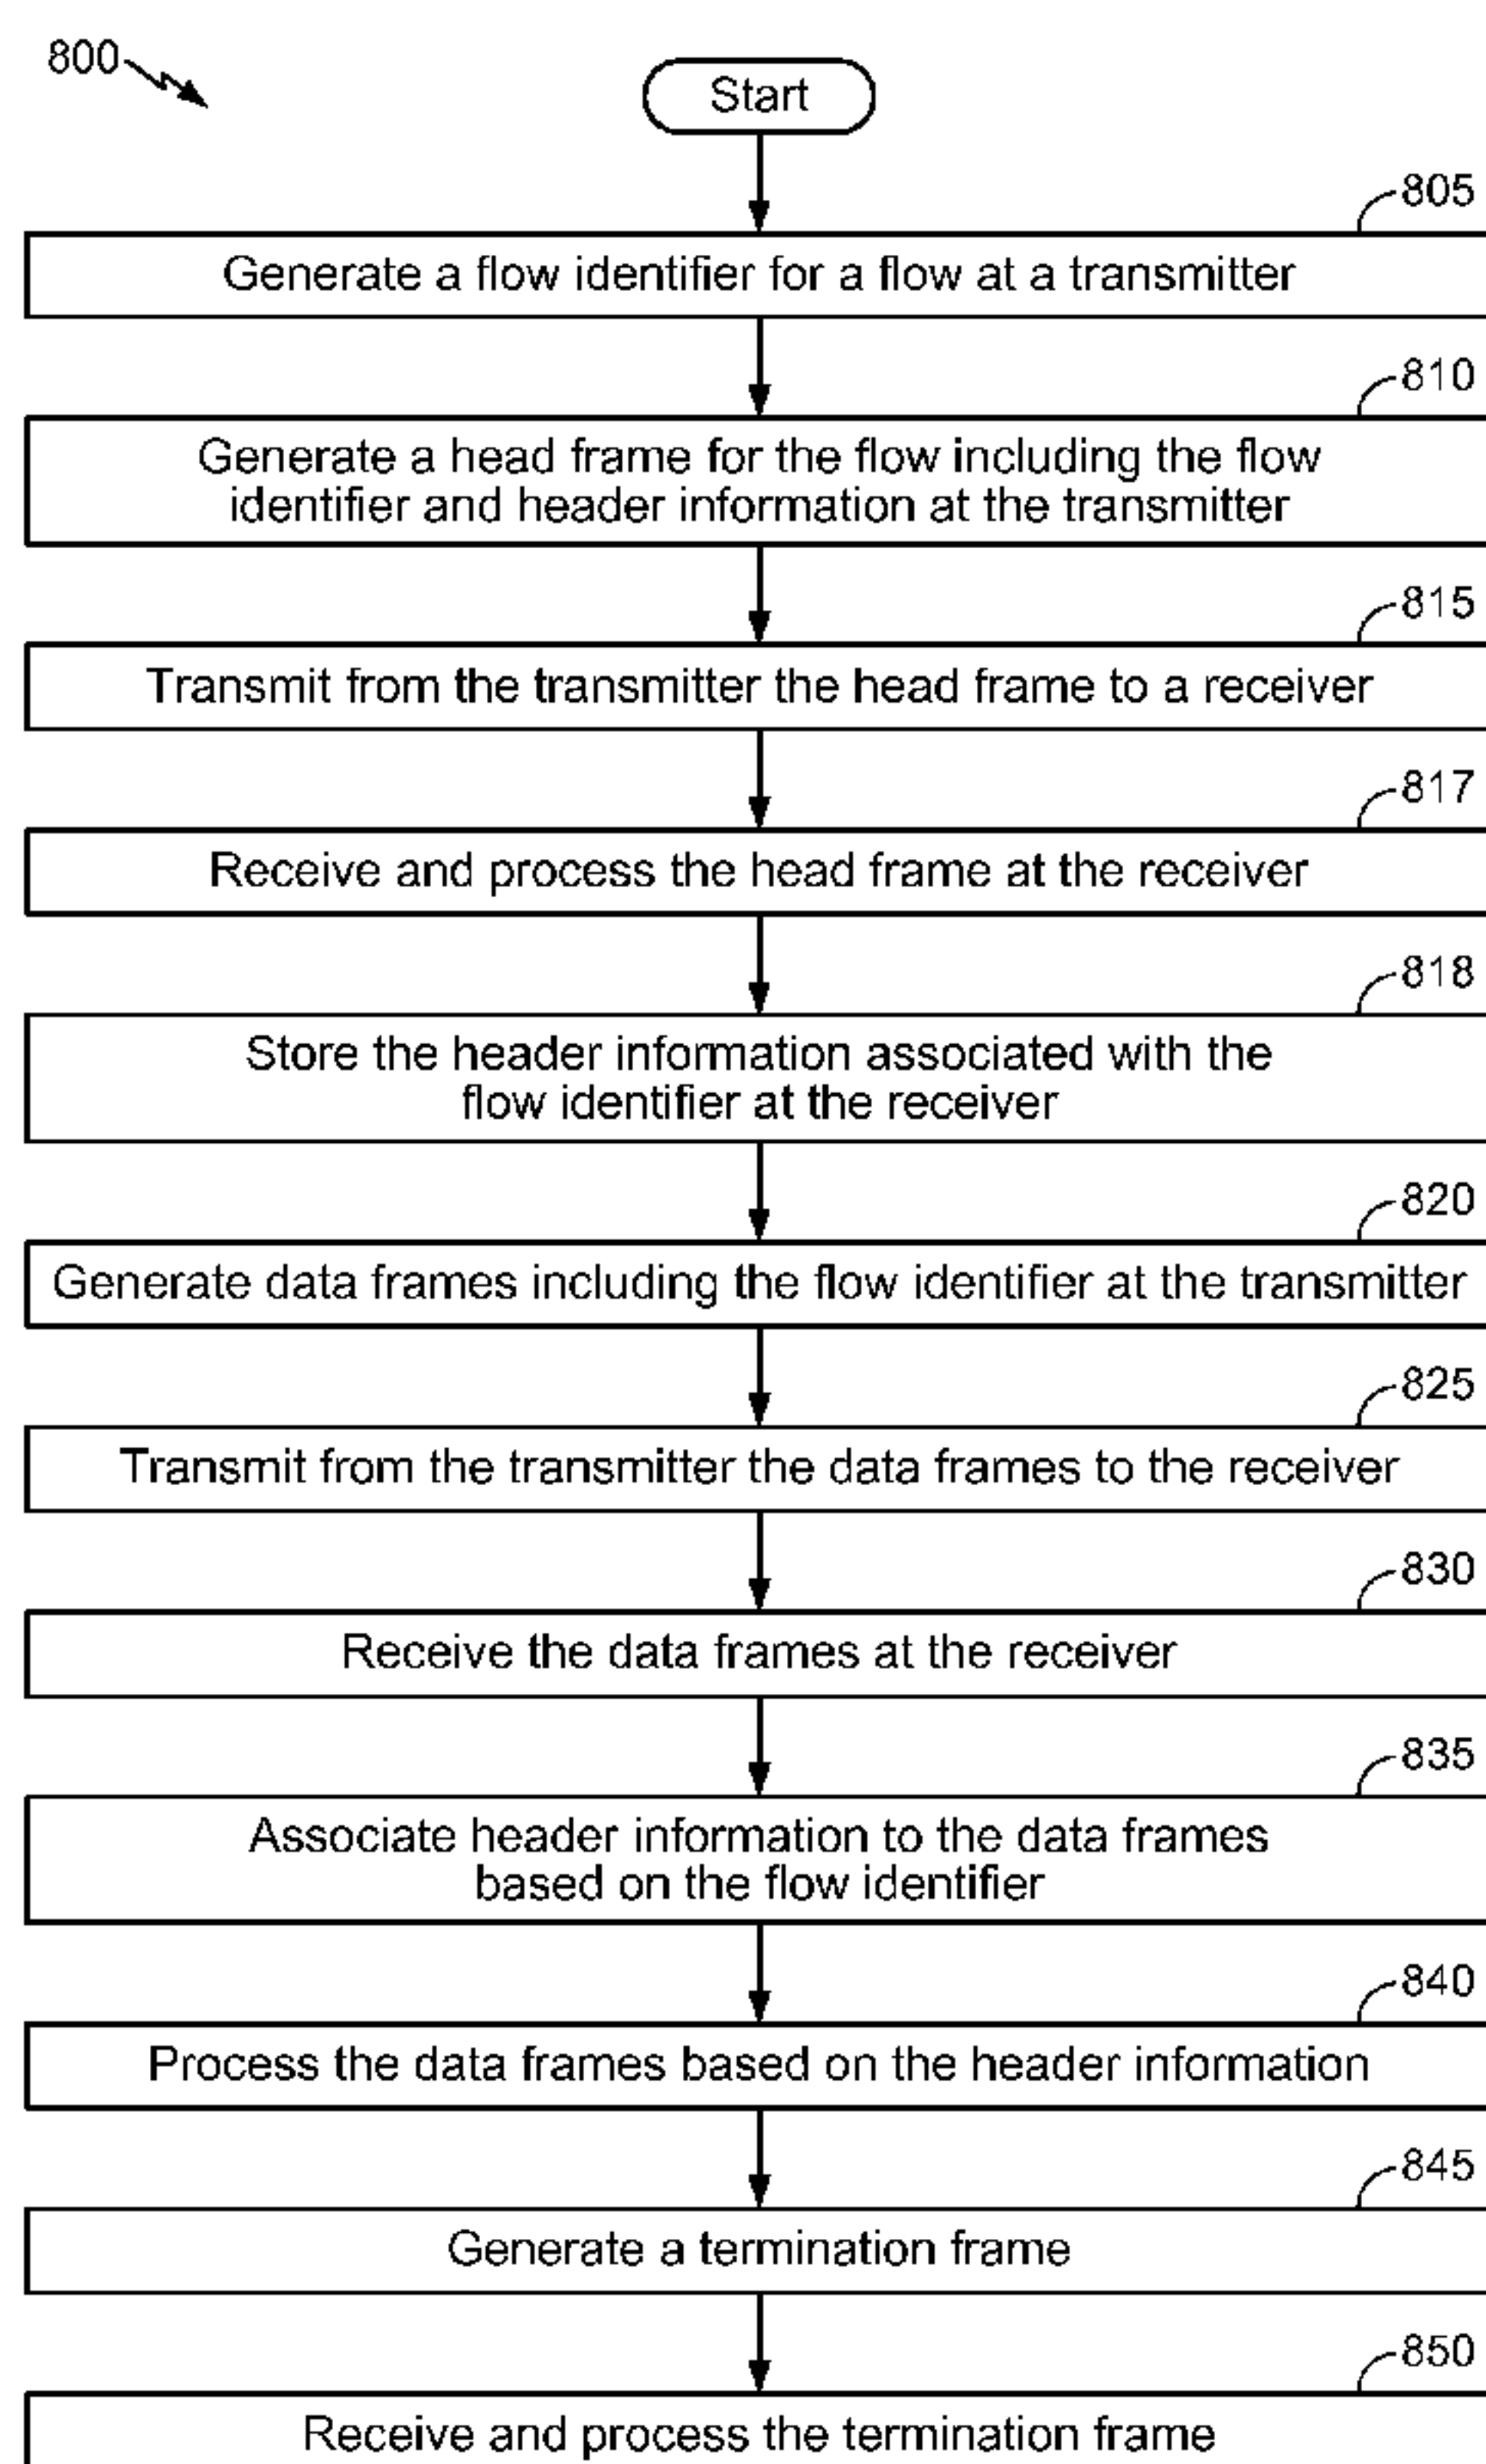 800
Start
805
Generate a flow identifier for a flow at a transmitter
810
Generate a head frame for the flow including the flow
identifier and header information at the transmitter
815
Transmit from the transmitter the head frame to a receiver
817
Receive and process the head frame at the receiver
818
Store the header information associated with the
flow identifier at the receiver
820
Generate data frames including the flow identifier at the transmitter
825
Transmit from the transmitter the data frames to the receiver
830
Receive the data frames at the receiver
835
Associate header information to the data frames
based on the flow identifier
840
Process the data frames based on the header information
845
Generate a termination frame
850
Receive and process the termination frame